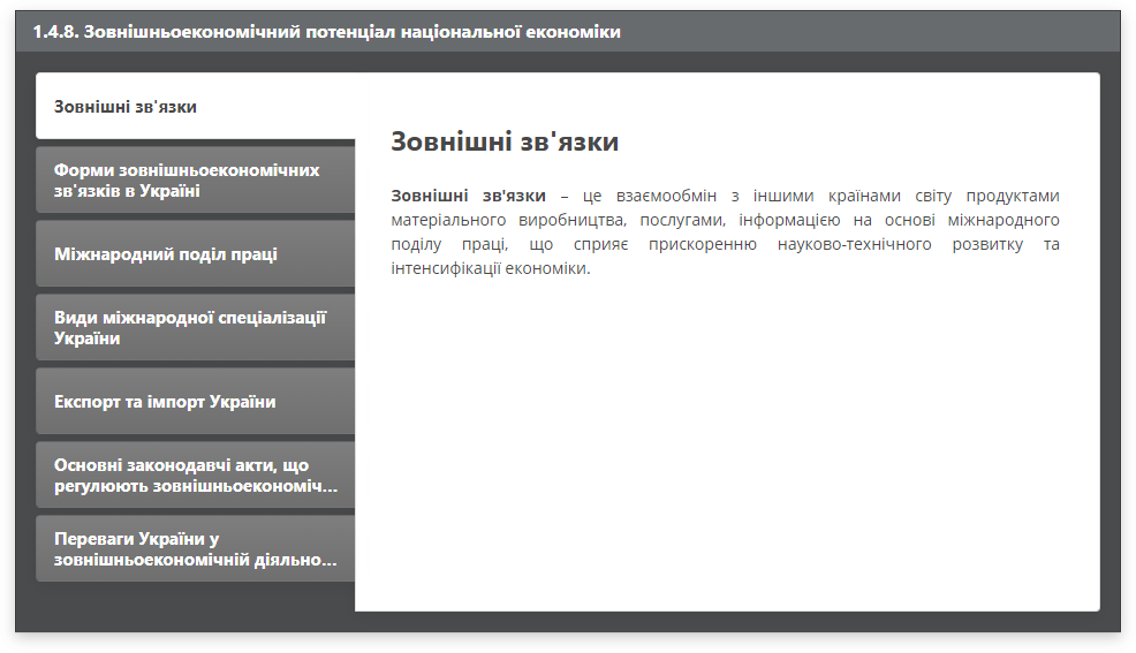 1.4.8. Зовнішньоекономічний потенціал національної економіки
Зовнішні зв'язки
Форми зовнішньоекономічних
зв'язків в Україні
Міжнародний поділ праці
Види міжнародної спеціалізації
України
Експорт та імпорт України
Основні законодавчі акти, що
регулюють зовнішньоекономіч...
Переваги України у
зовнішньоекономічній діяльно...
Зовнішні зв'язки
Зовнішні зв'язки – це взаємообмін з іншими країнами світу продуктами
матеріального виробництва, послугами, інформацією на основі міжнародного
поділу праці, що сприяє прискоренню науково-технічного розвитку та
інтенсифікації економіки.